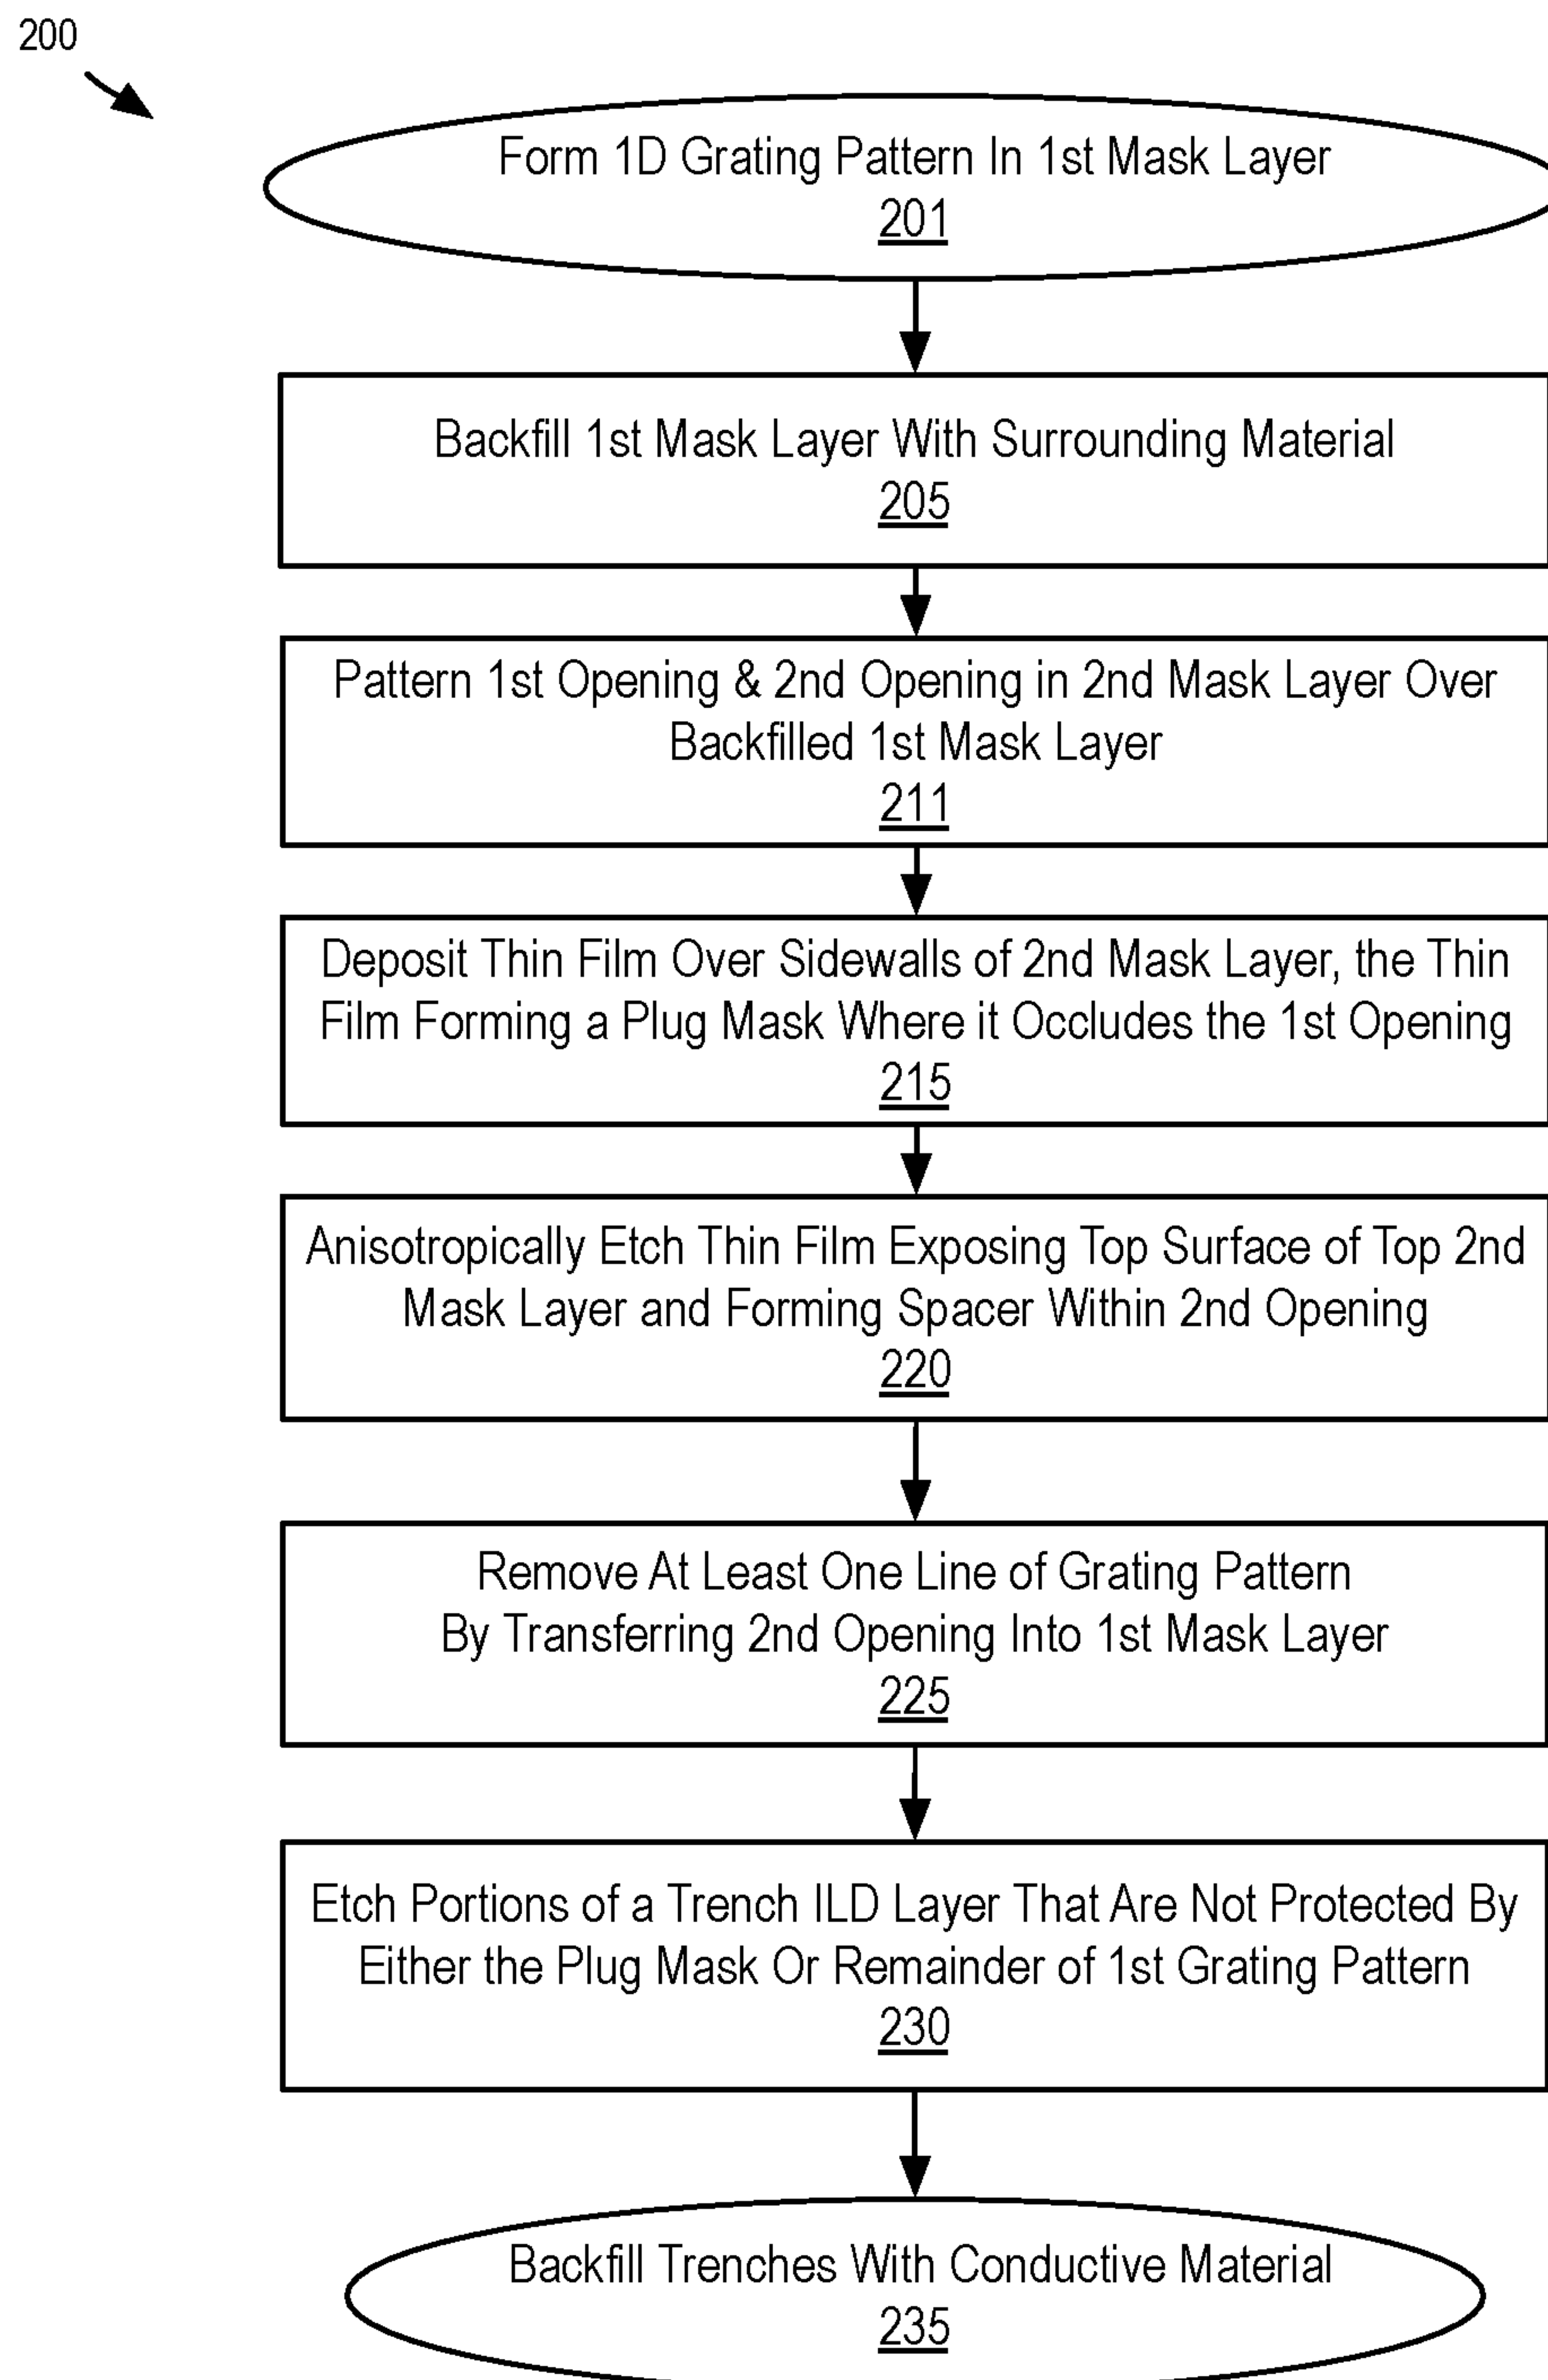 200
Form 1D Grating Pattern In 1st Mask Layer
201
Backfill 1st Mask Layer With Surrounding Material
205
Pattern 1st Opening & 2nd Opening in 2nd Mask Layer Over
Backfilled 1st Mask Layer
211
Deposit Thin Film Over Sidewalls of 2nd Mask Layer, the Thin
Film Forming a Plug Mask Where it Occludes the 1st Opening
215
Anisotropically Etch Thin Film Exposing Top Surface of Top 2nd
Mask Layer and Forming Spacer Within 2nd Opening
220
Remove At Least One Line of Grating Pattern
By Transferring 2nd Opening Into 1st Mask Layer
225
Etch Portions of a Trench ILD Layer That Are Not Protected By
Either the Plug Mask Or Remainder of 1st Grating Pattern
230
Backfill Trenches With Conductive Material
235